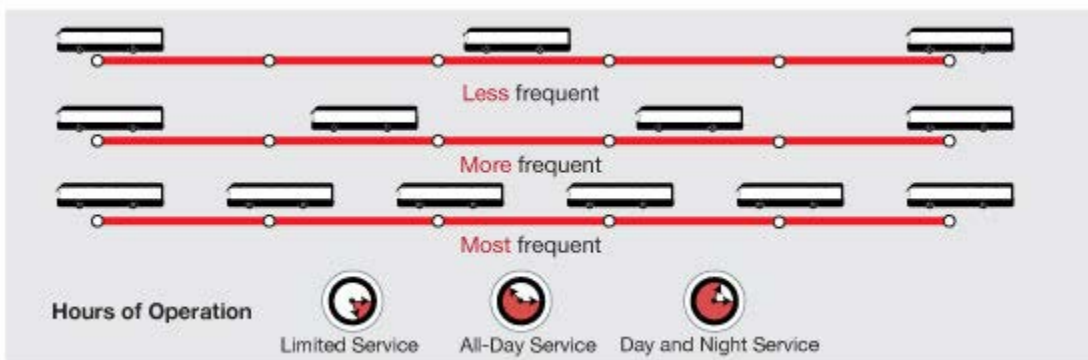 Less frequent
More frequent
Most frequent
Hours of Operation
Limited Service
All-Day Service
Day and Night Service